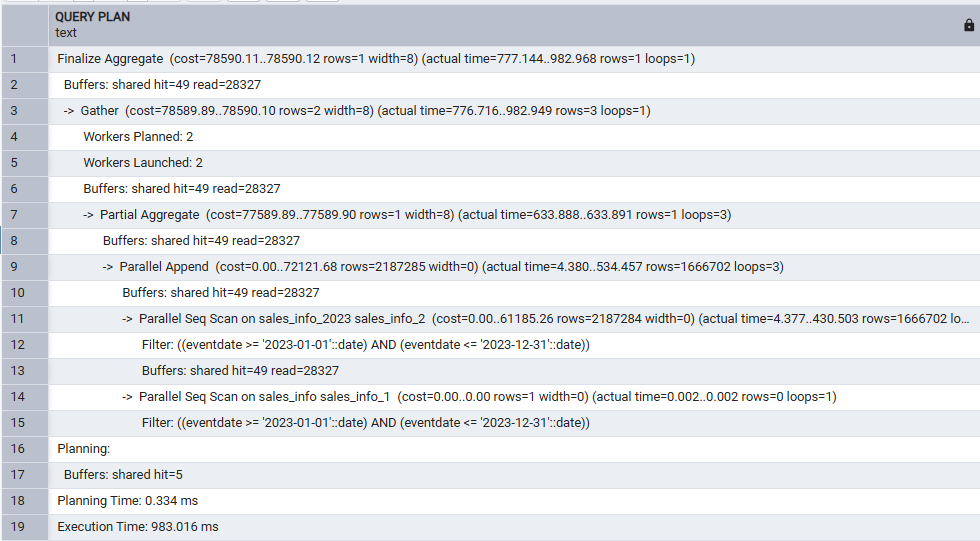 QUERY PLAN
text
1 Finalize Aggregate (cost=78590.11..78590.12 rows=1 width=8) (actual time=777.144..982.968 rows=1 loops=1)
2 Buffers: shared hit=49 read=28327
3 -> Gather (cost=78589.89..78590.10 rows=2 width=8) (actual time=776.716..982.949 rows=3 loops=1)
4 Workers Planned: 2
5 Workers Launched: 2
6 Buffers: shared hit=49 read=28327
7 -> Partial Aggregate (cost=77589.89..77589.90 rows=1 width=8) (actual time=633.888..633.891 rows=1 loops=3)
8 Buffers: shared hit=49 read=28327
9 -> Parallel Append (cost=0.00..72121.68 rows=2187285 width=0) (actual time=4.380..534.457 rows=1666702 loops=3)
10 Buffers: shared hit=49 read=28327
11 -> Parallel Seq Scan on sales_info_2023 sales_info_2 (cost=0.00..61185.26 rows=2187284 width=0) (actual time=4.377..430.503 rows=1666702 lo...
12 Filter: ((eventdate >= '2023-01-01'::date) AND (eventdate <= '2023-12-31'::date))
13 Buffers: shared hit=49 read=28327
14 -> Parallel Seq Scan on sales_info sales_info_1 (cost=0.00..0.00 rows=1 width=0) (actual time=0.002..0.002 rows=0 loops=1)
15 Filter: ((eventdate >= '2023-01-01'::date) AND (eventdate <= '2023-12-31'::date))
16 Planning:
17 Buffers: shared hit=5
18 Planning Time: 0.334 ms
19 Execution Time: 983.016 ms